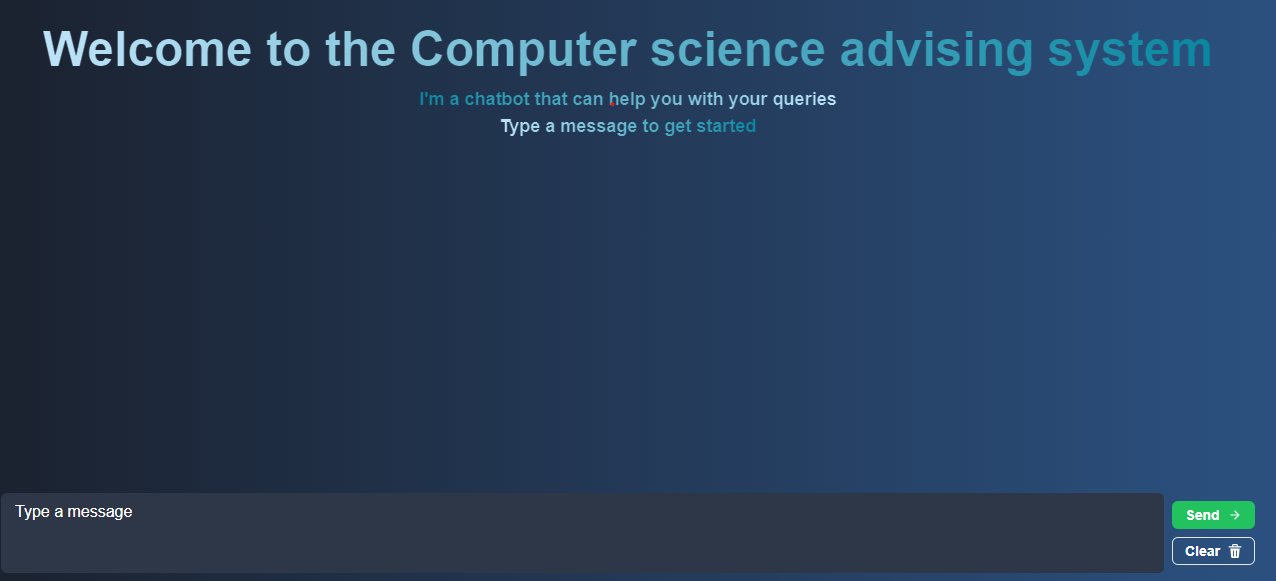 Welcome to the Computer science advising system
I'm a chatbot that can help you with your queries
Type a message to get started
Type a message
Send
Clear